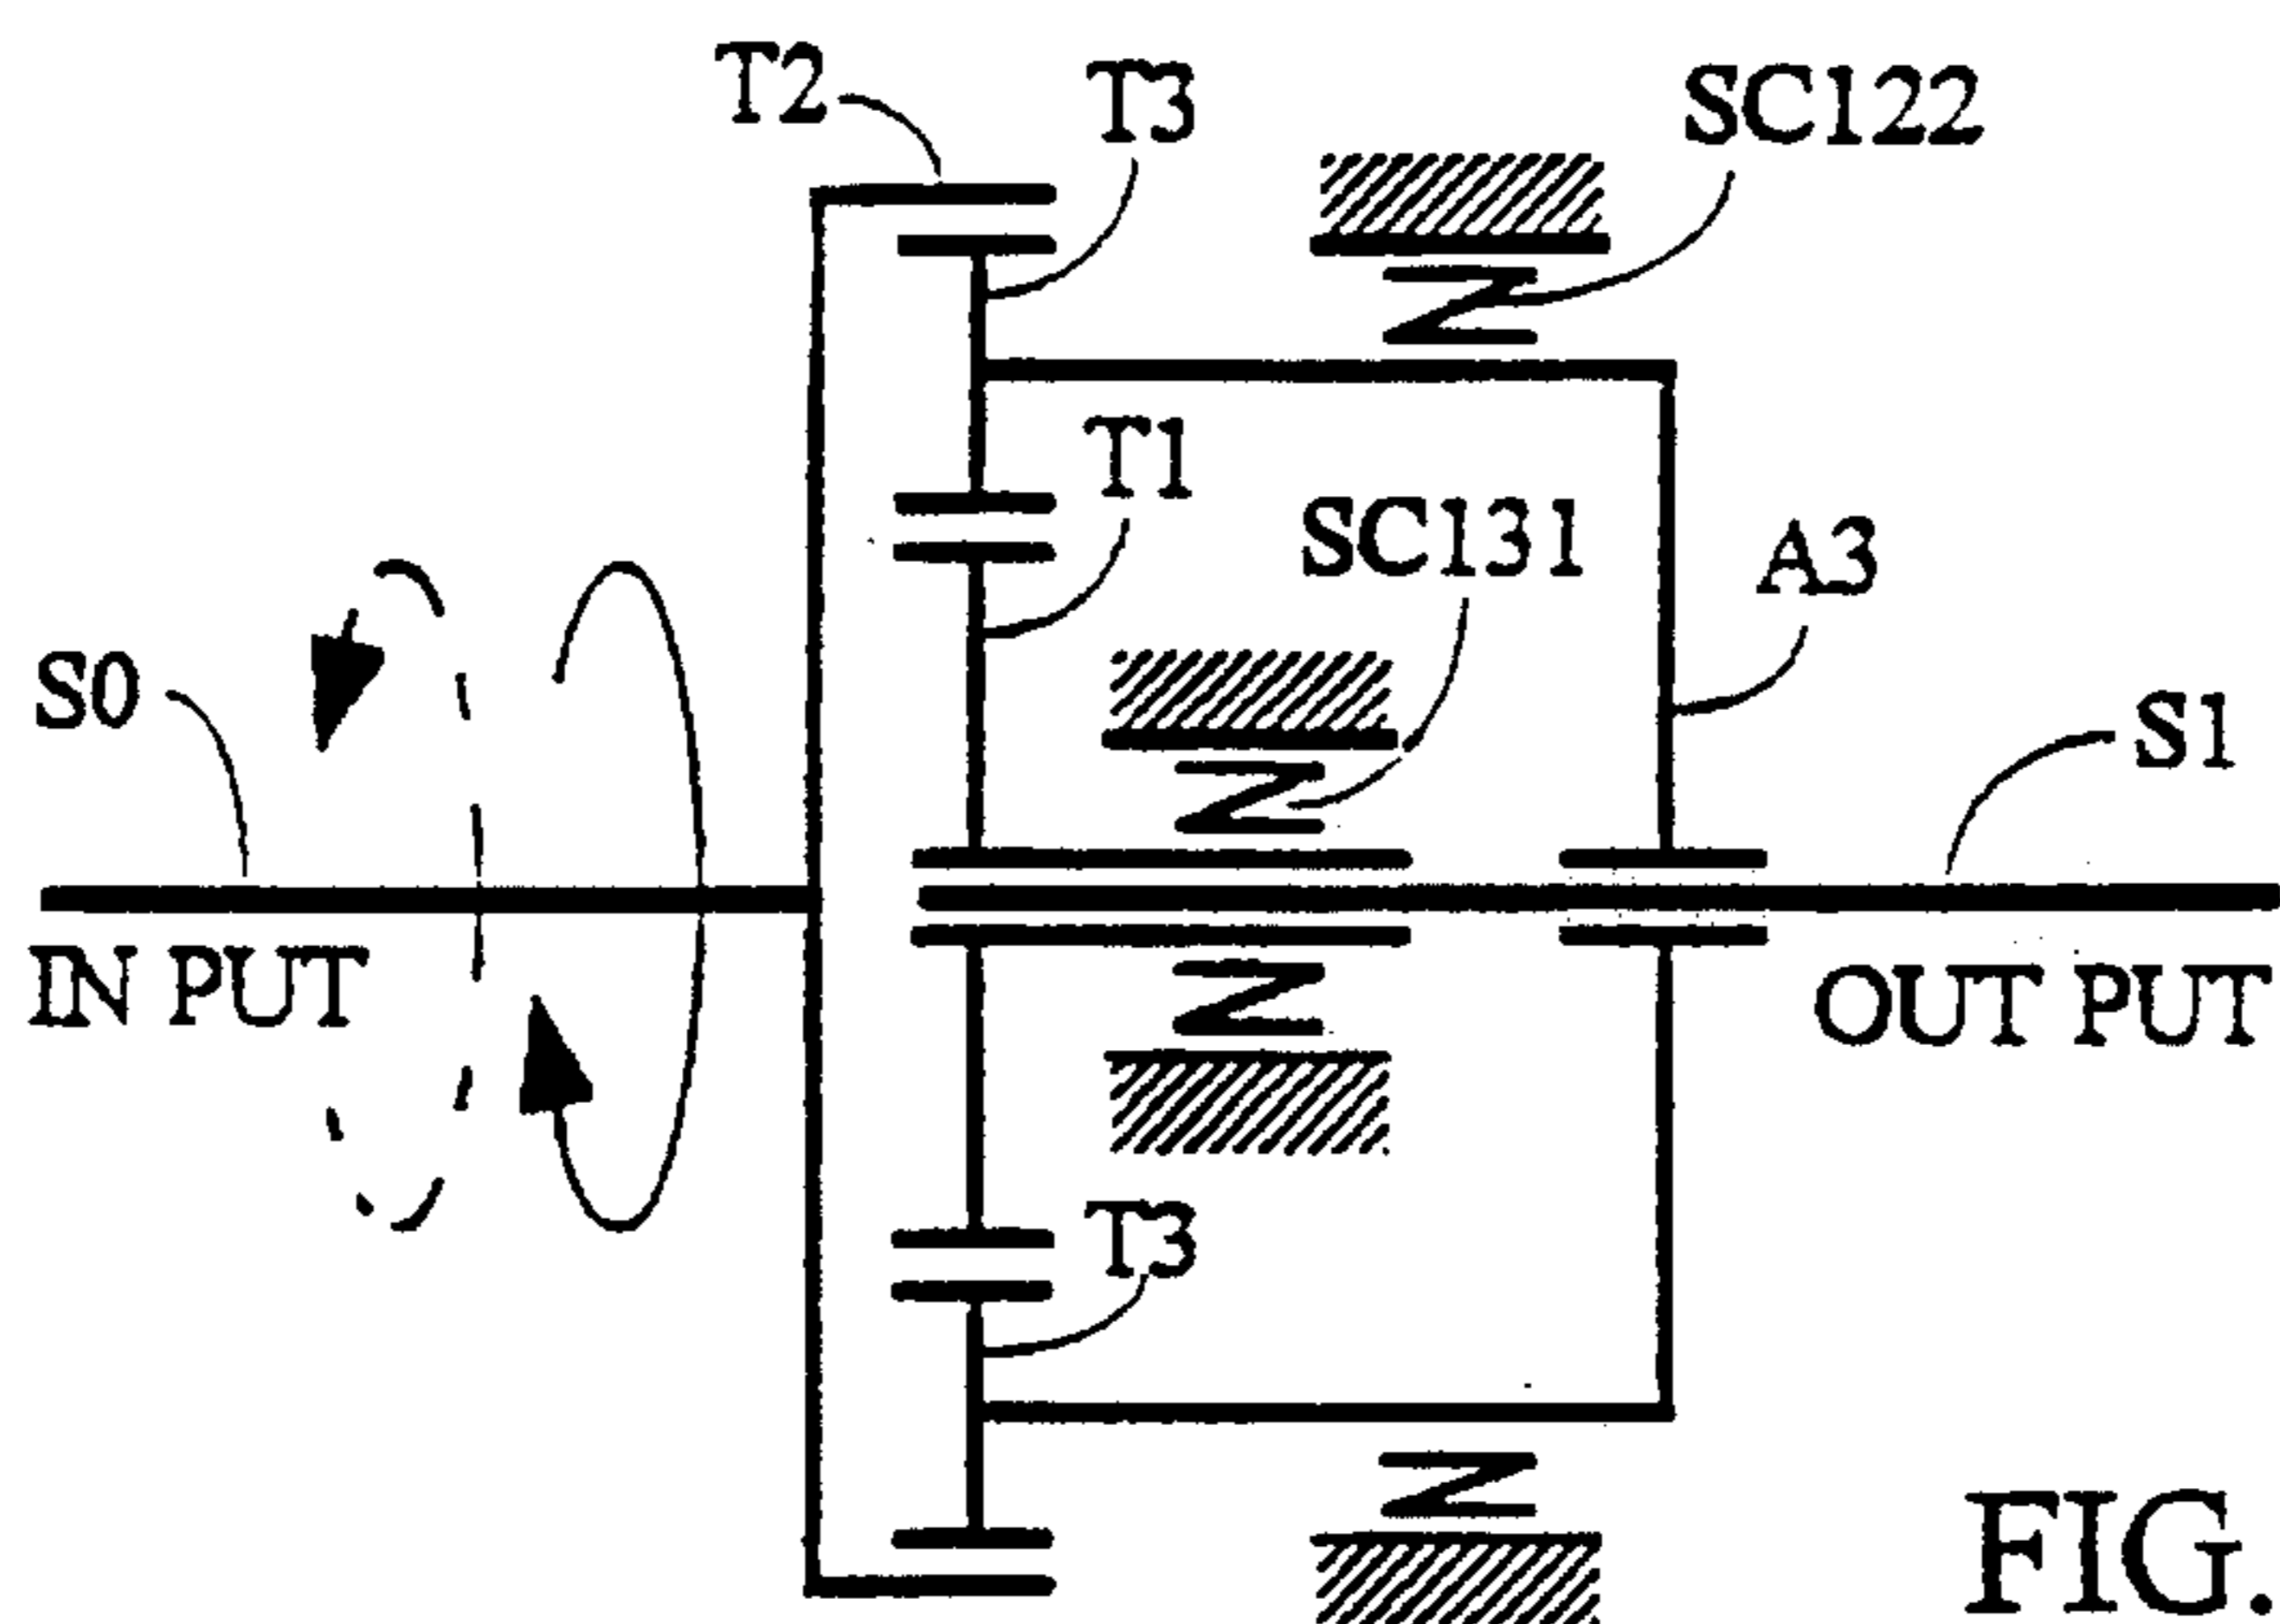 T2
T3
SC122
T1
SC131
A3
S0
S1
IN PUT
OUT PUT
T3
FIG.